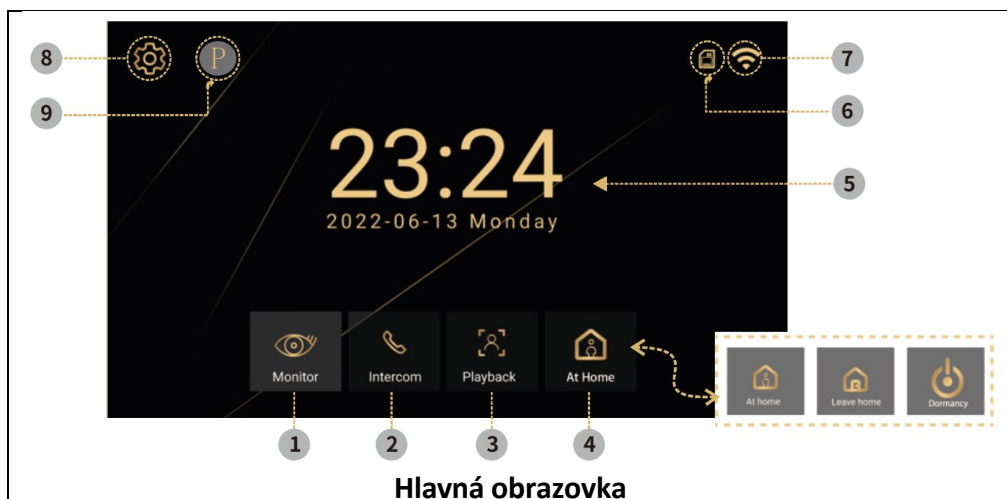 8
P
7
9
6
23:24
5
2022-06-13 Monday
Monitor
Intercom
Playback
At Home
At home
Leave home
Dormancy
1
2
3
4
Hlavná obrazovka